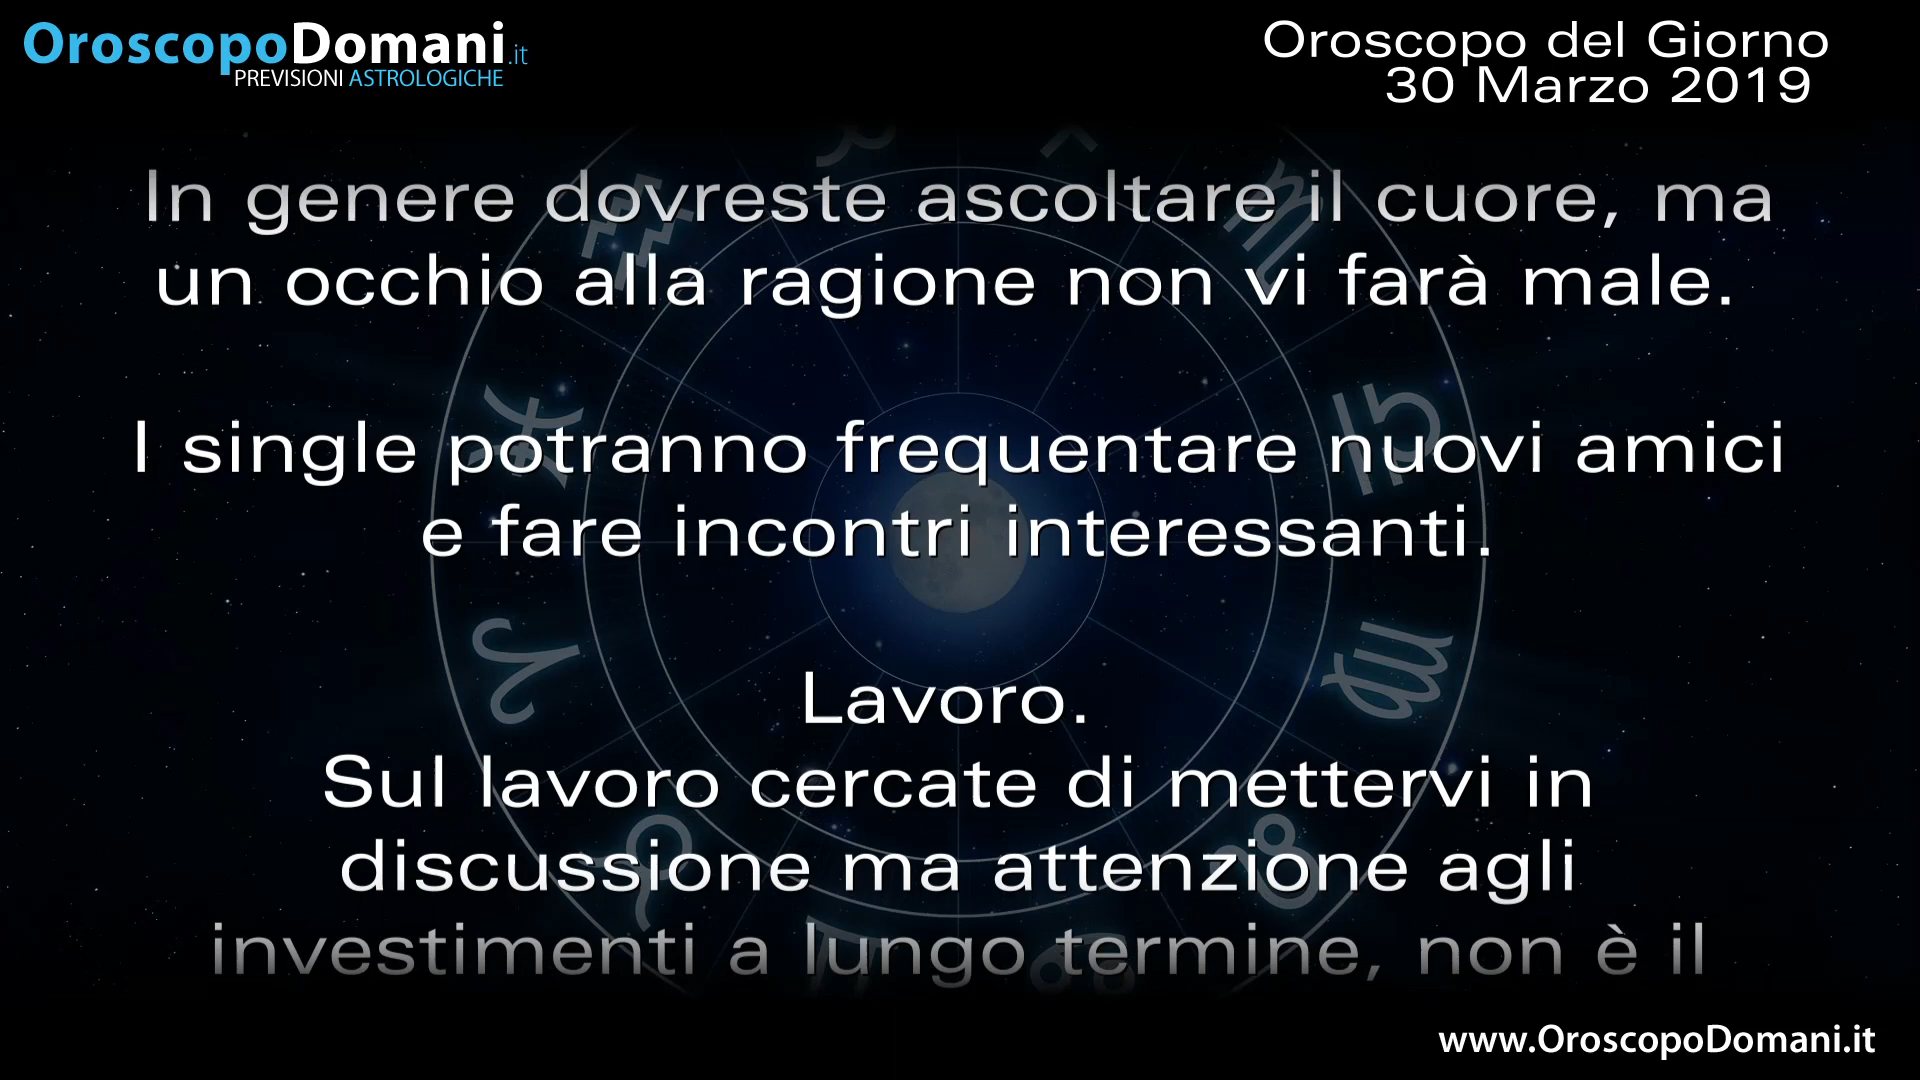 OroscopoDomani.it
PREVISIONI ASTROLOGICHE
Oroscopo del Giorno
30 Marzo 2019
In genere dovreste ascoltare il cuore, ma
un occhio alla ragione non vi farà male.
I single potranno frequentare nuovi amici
e fare incontri interessanti.
Lavoro.
Sul lavoro cercate di mettervi in
discussione ma attenzione agli
investimenti a lungo termine, non è il
www.OroscopoDomani.it